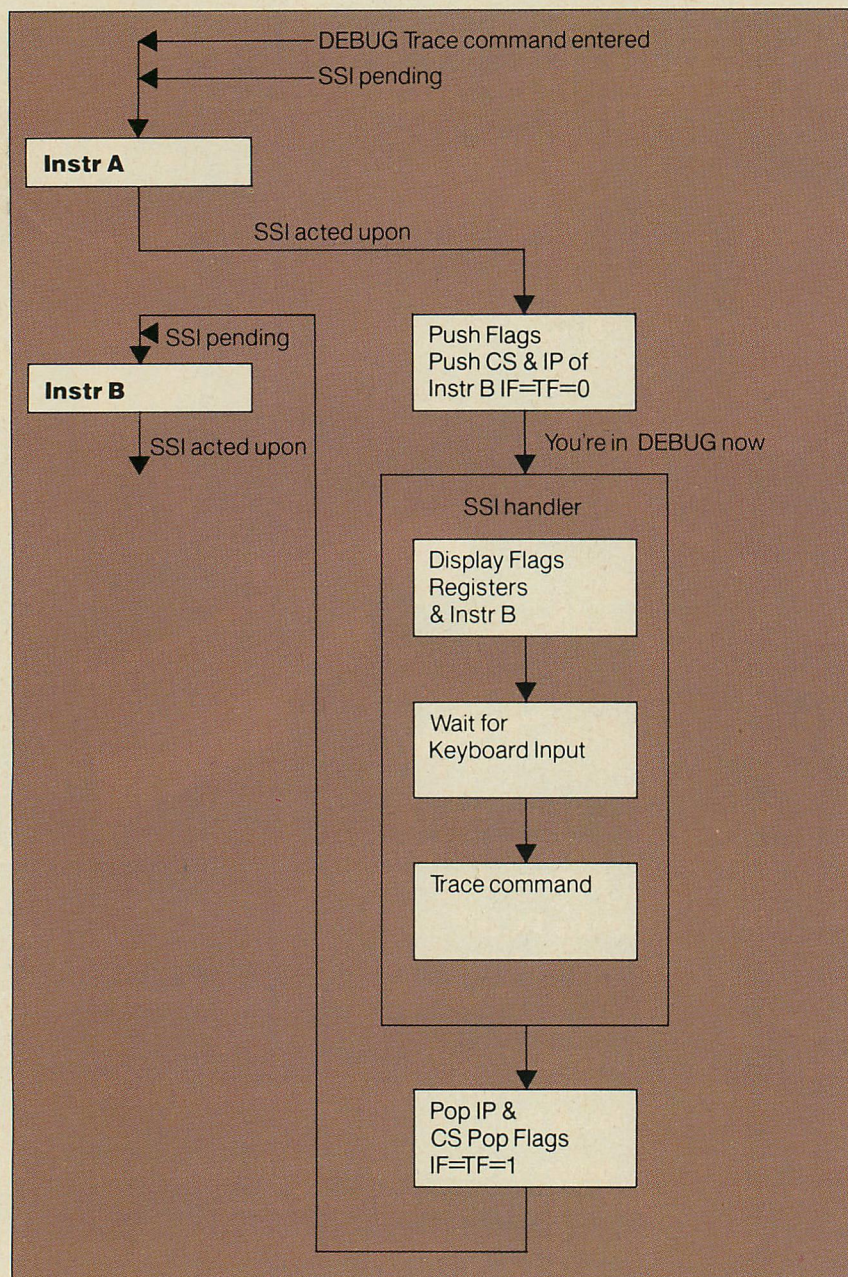 DEBUG Trace command entered
SSI pending
Instr A
SSI acted upon
SSI pending
Instr B
SSI acted upon
Push Flags
Push CS & IP of
Instr B IF=TF=0
You're in DEBUG now
SSI handler
Display Flags
Registers
& Instr B
Wait for
Keyboard Input
Trace command
Pop IP &
CS Pop Flags
IF=TF=1